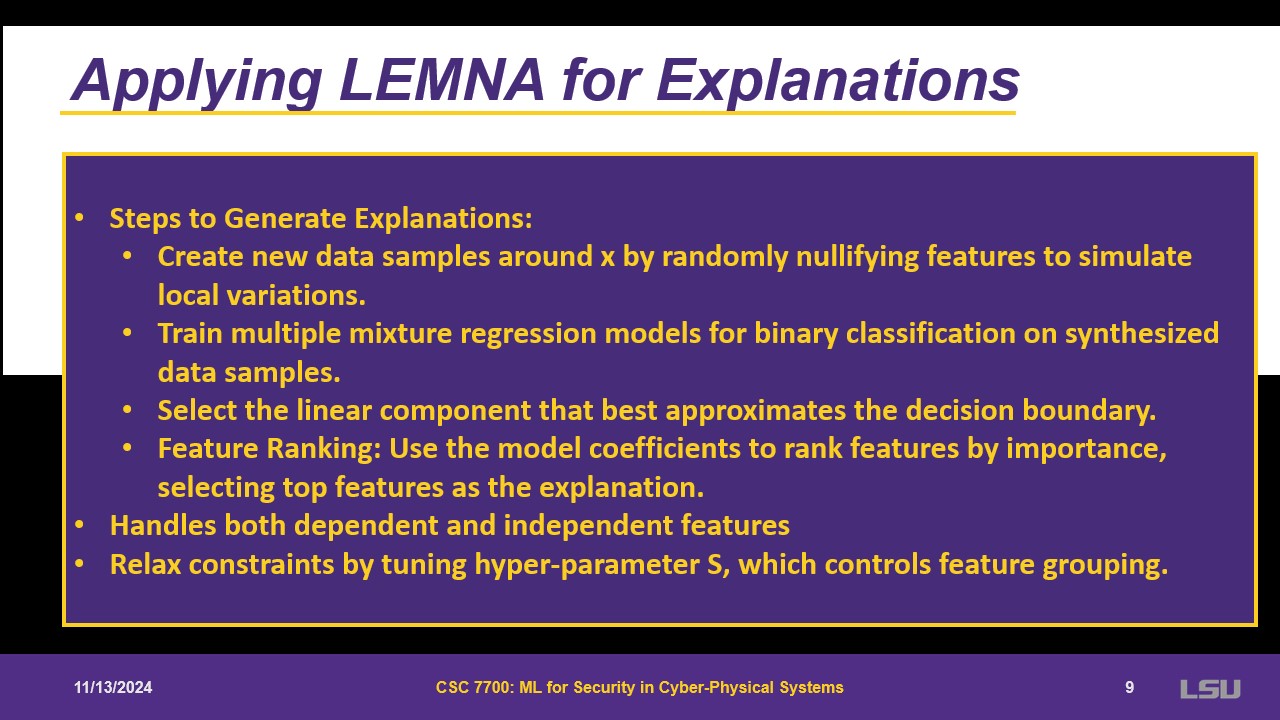 Applying LEMNA for Explanations
• Steps to Generate Explanations:
• Create new data samples around x by randomly nullifying features to simulate
local variations.
• Train multiple mixture regression models for binary classification on synthesized
data samples.
• Select the linear component that best approximates the decision boundary.
• Feature Ranking: Use the model coefficients to rank features by importance,
selecting top features as the explanation.
• Handles both dependent and independent features
• Relax constraints by tuning hyper-parameter S, which controls feature grouping.
11/13/2024
CSC 7700: ML for Security in Cyber-Physical Systems
9
LSU